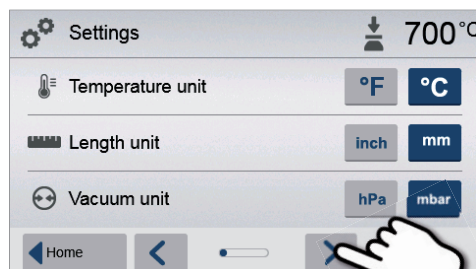 Settings 700°C
Temperature unit °F °C
Length unit inch mm
Vacuum unit hPa mbar
Home